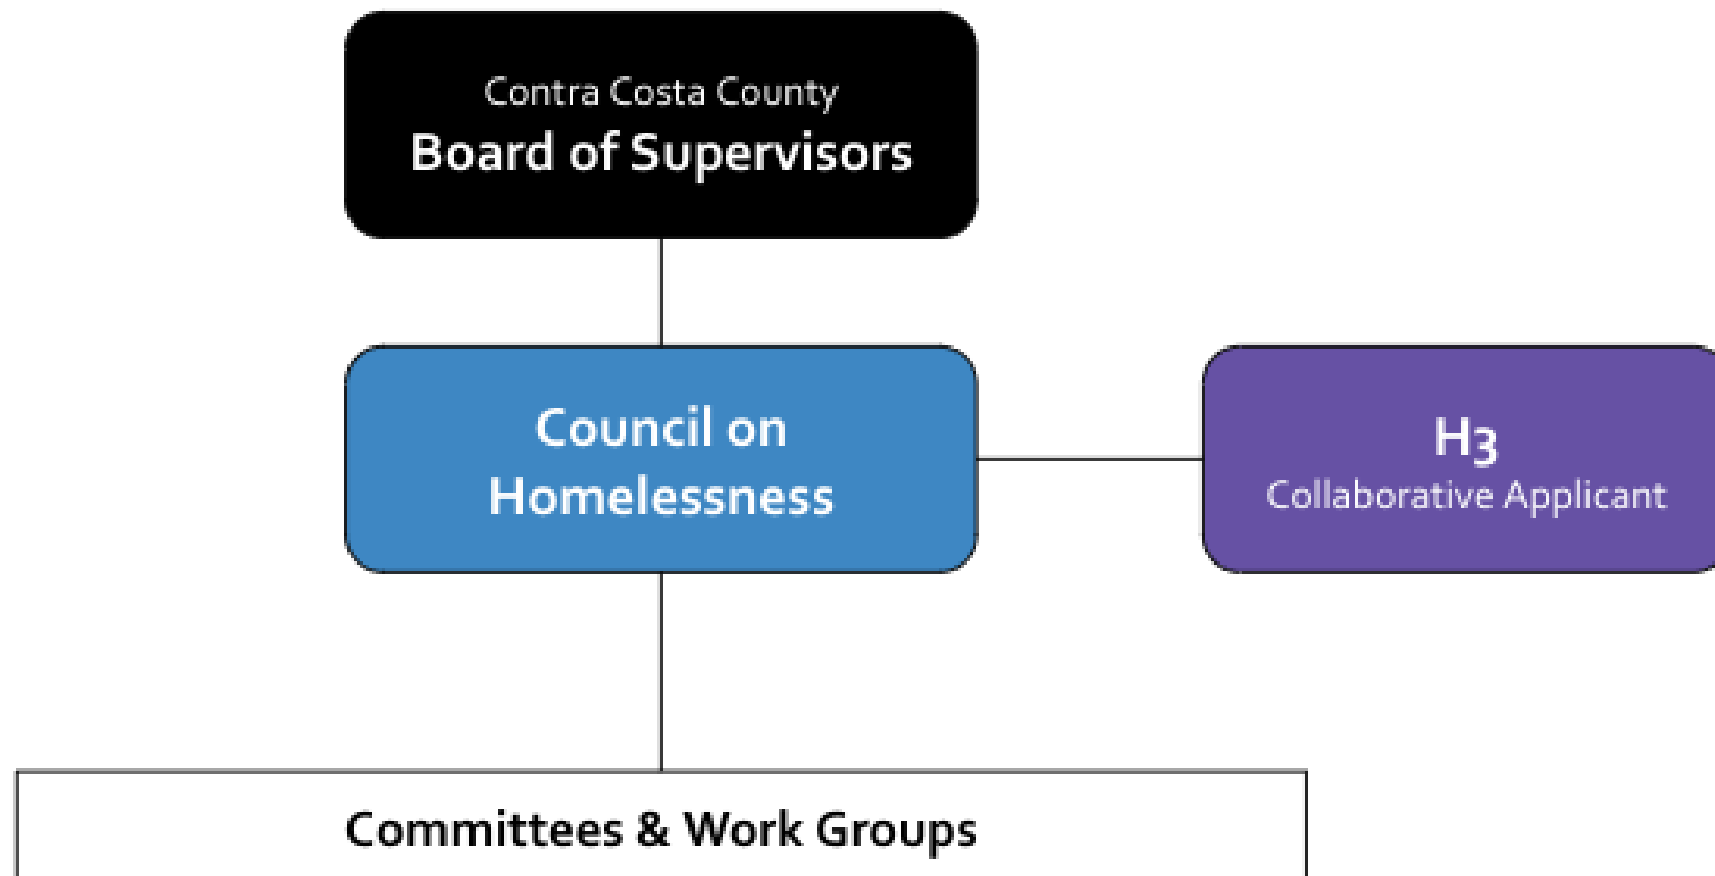 Contra Costa County
Board of Supervisors
Council on
Homelessness
H3
Collaborative Applicant
Committees & Work Groups